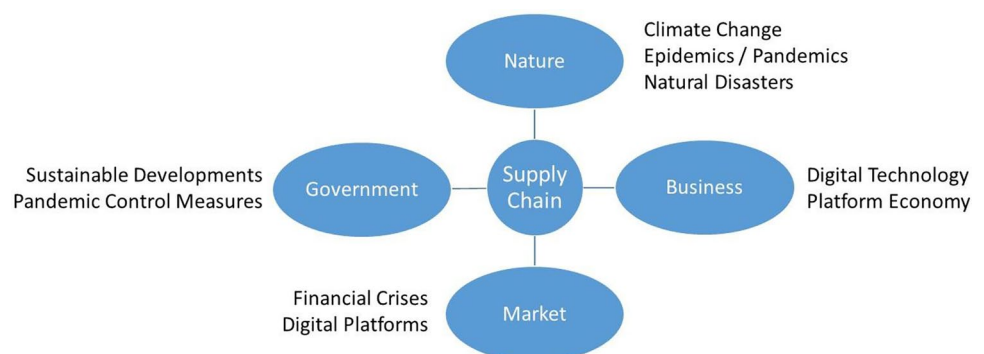 Nature
Climate Change
Epidemics / Pandemics
Natural Disasters
Sustainable Developments
Pandemic Control Measures
Government
Supply
Chain
Business
Digital Technology
Platform Economy
Financial Crises
Digital Platforms
Market